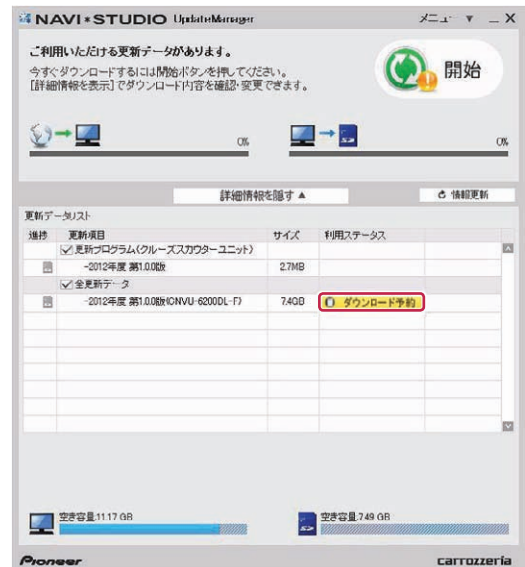 NAVI*STUDIO UpdateManager メニュー ▼ _ X
ご利用いただける更新データがあります。
今すぐダウンロードするには開始ボタンを押してください。
[詳細情報を表示]でダウンロード内容を確認・変更できます。
開始
0% 0%
詳細情報を隠す ▲ 情報更新
更新データリスト
進捗 更新項目 サイズ 利用ステータス
更新プログラム(クルーズスカウターユニット)
-2012年度 第1.0.0版 2.7MB
全更新データ
-2012年度 第1.0.0版(CNVU-6200DL-F) 7.4GB ダウンロード予約
空き容量:11.17 GB 空き容量:7.49 GB
Pioneer carrozzeria